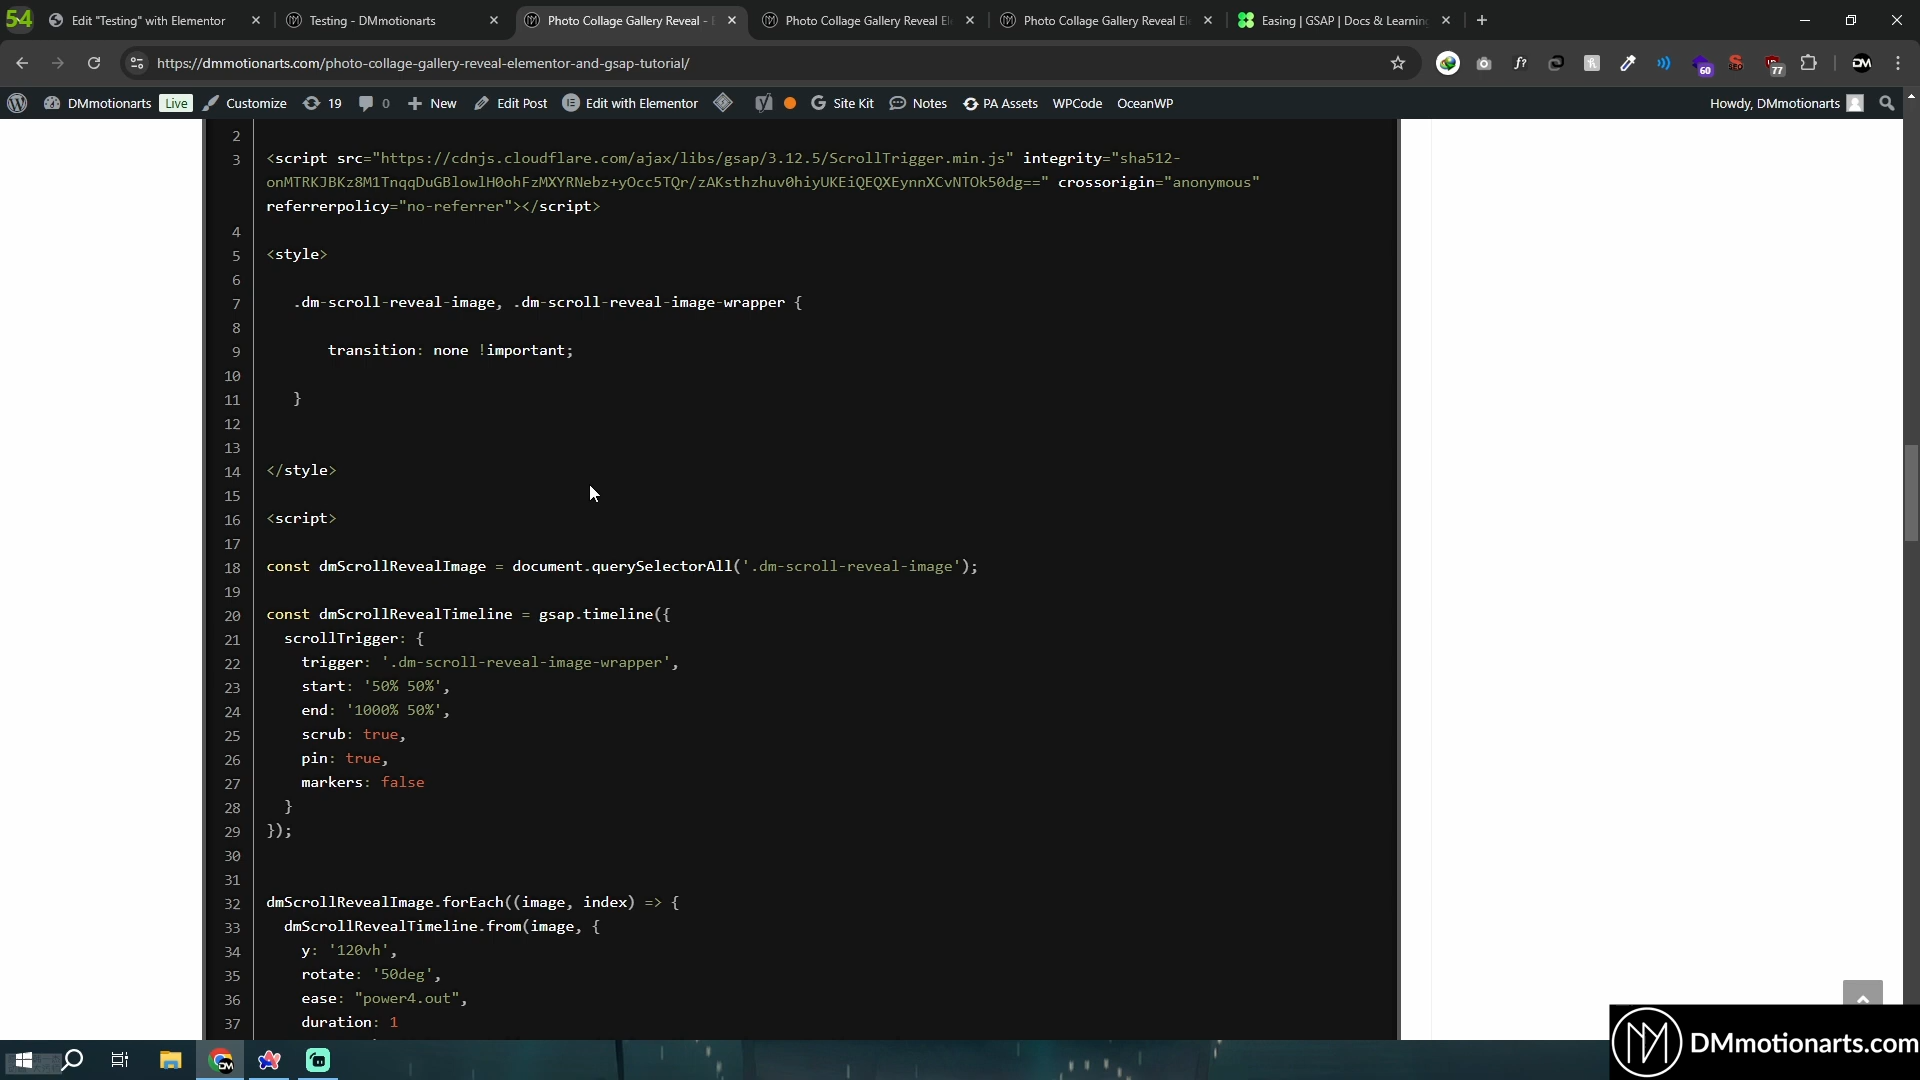 54 Edit "Testing" with Elementor
Testing - DMmotionarts
Photo Collage Gallery Reveal -
Photo Collage Gallery Reveal El
Photo Collage Gallery Reveal El
Easing | GSAP | Docs & Learnin
https://dmmotionarts.com/photo-collage-gallery-reveal-elementor-and-gsap-tutorial/
f? 60 77 DM
DMmotionarts Live Customize 19 0 New Edit Post Edit with Elementor Site Kit Notes PA Assets WPCode OceanWP Howdy, DMmotionarts
2
3 <script src="https://cdnjs.cloudflare.com/ajax/libs/gsap/3.12.5/ScrollTrigger.min.js" integrity="sha512-
onMTRKJBKz8M1TnqqDuGBlowlH0ohFzMXYRNebz+yOcc5TQr/zAKsthzhuv0hiyUKEiQEQXEynnXCvNTOk50dg==" crossorigin="anonymous"
referrerpolicy="no-referrer"></script>
4
5 <style>
6
7 .dm-scroll-reveal-image, .dm-scroll-reveal-image-wrapper {
8
9 transition: none !important;
10
11 }
12
13
14 </style>
15
16 <script>
17
18 const dmScrollRevealImage = document.querySelectorAll('.dm-scroll-reveal-image');
19
20 const dmScrollRevealTimeline = gsap.timeline({
21 scrollTrigger: {
22 trigger: '.dm-scroll-reveal-image-wrapper',
23 start: '50% 50%',
24 end: '1000% 50%',
25 scrub: true,
26 pin: true,
27 markers: false
28 }
29 });
30
31
32 dmScrollRevealImage.forEach((image, index) => {
33 dmScrollRevealTimeline.from(image, {
34 y: '120vh',
35 rotate: '50deg',
36 ease: "power4.out",
37 duration: 1
DMmotionarts.com